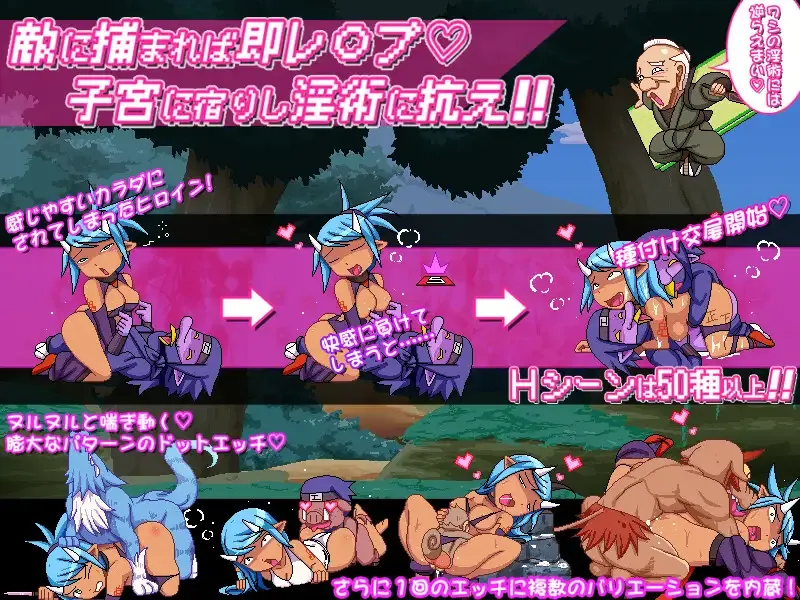 敵に捕まれば即レ〇プ♡
子宮に宿りし淫術に抗え!!
ワシの淫術には
逆らえまい♡
感じやすいカラダに
されてしまったヒロイン!
快感に負けて
しまうと……
種付け交尾開始♡
Hシーンは50種以上!!
ヌルヌルと喘ぎ動く♡
膨大なパターンのドットエッチ♡
さらに1回のエッチに複数のバリエーションを内蔵!